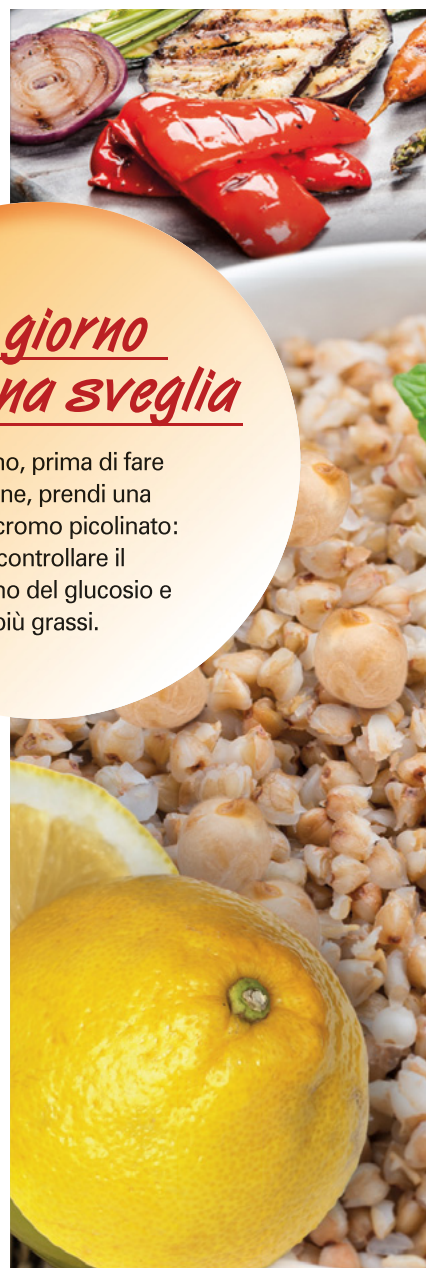 giorno
na sveglia
no, prima di fare
ne, prendi una
cromo picolinato:
controllare il
no del glucosio e
più grassi.